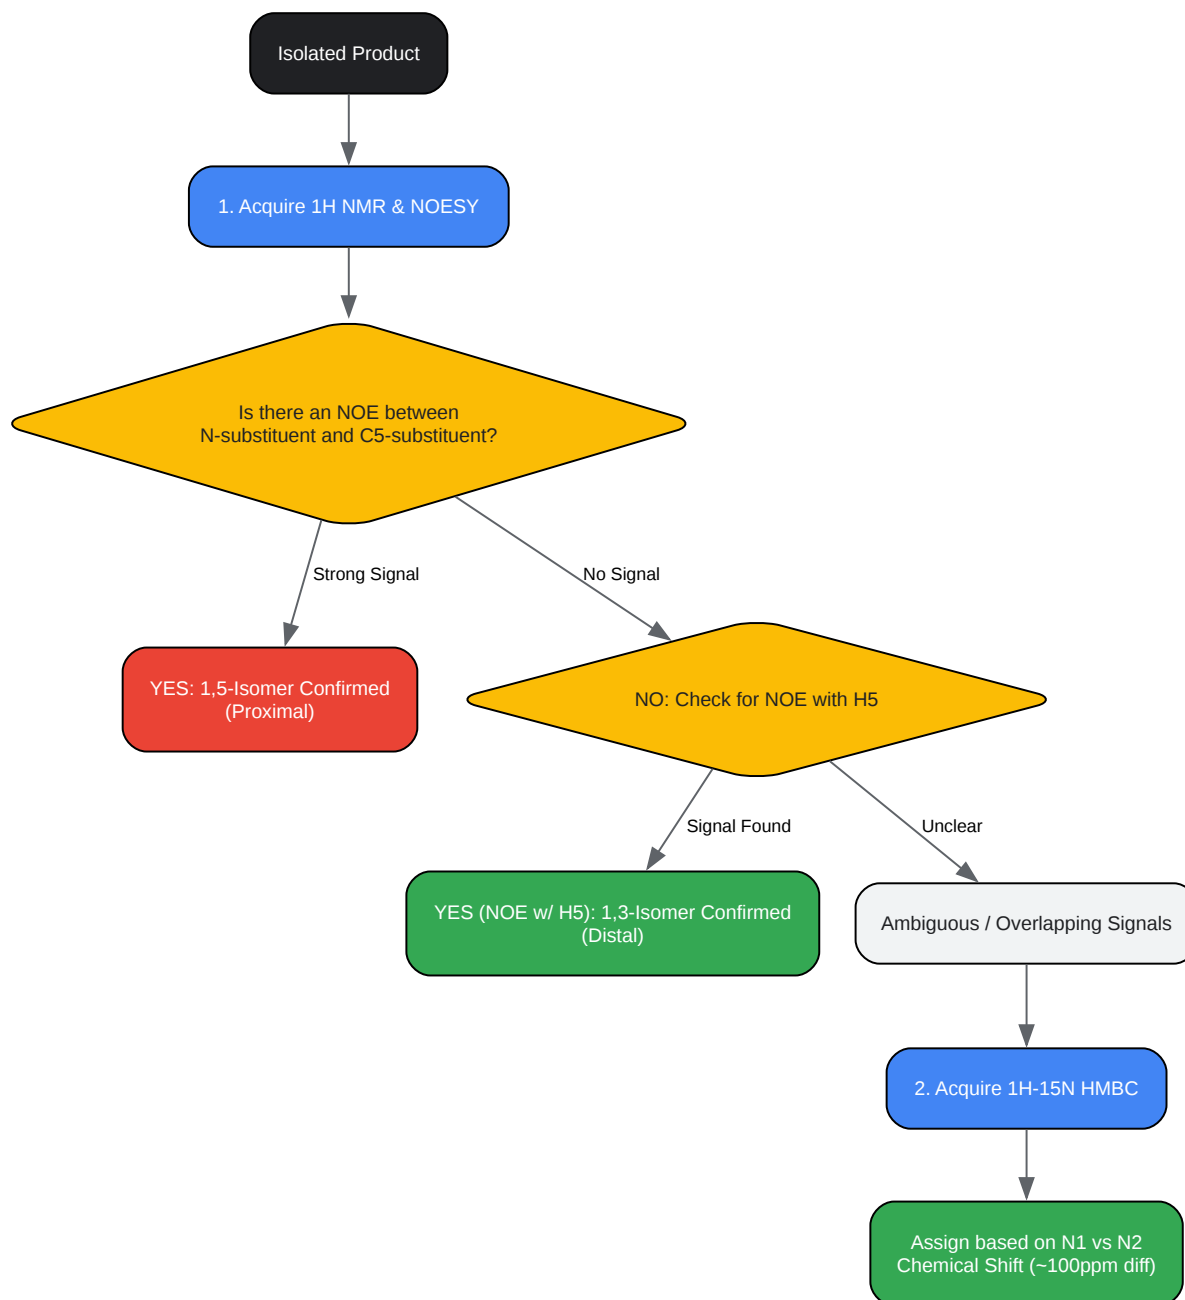 Isolated Product
1. Acquire 1H NMR & NOESY
Is there an NOE between
N-substituent and C5-substituent?
Strong Signal
No Signal
YES: 1,5-Isomer Confirmed
(Proximal)
NO: Check for NOE with H5
Signal Found
Unclear
YES (NOE w/ H5): 1,3-Isomer Confirmed
(Distal)
Ambiguous / Overlapping Signals
2. Acquire 1H-15N HMBC
Assign based on N1 vs N2
Chemical Shift (~100ppm diff)